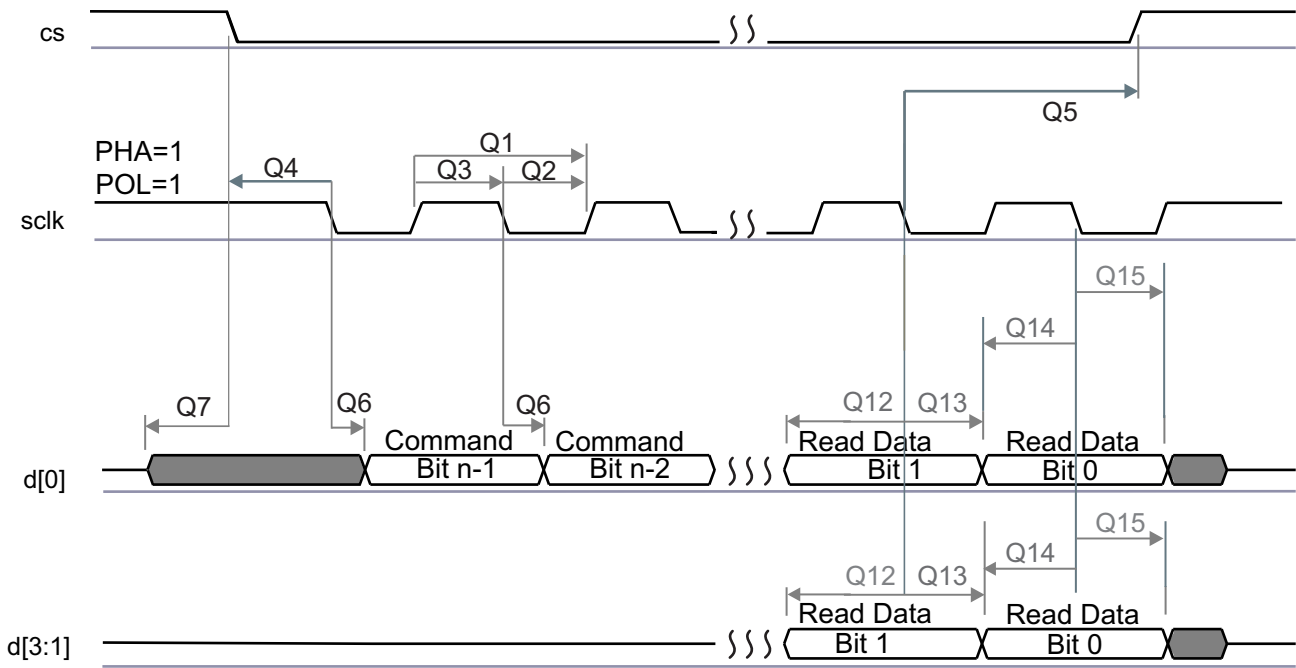 cs
Q5
PHA=1
Q1
POL=1
Q4
Q3
Q2
sclk
Q15
Q14
Q7
Q6
Q6
Q12
Q13
Command
Command
Read Data
Read Data
d[0]
Bit n-1
Bit n-2
Bit 1
Bit 0
Q15
Q14
Q12
Q13
Read Data
Read Data
d[3:1]
Bit 1
Bit 0